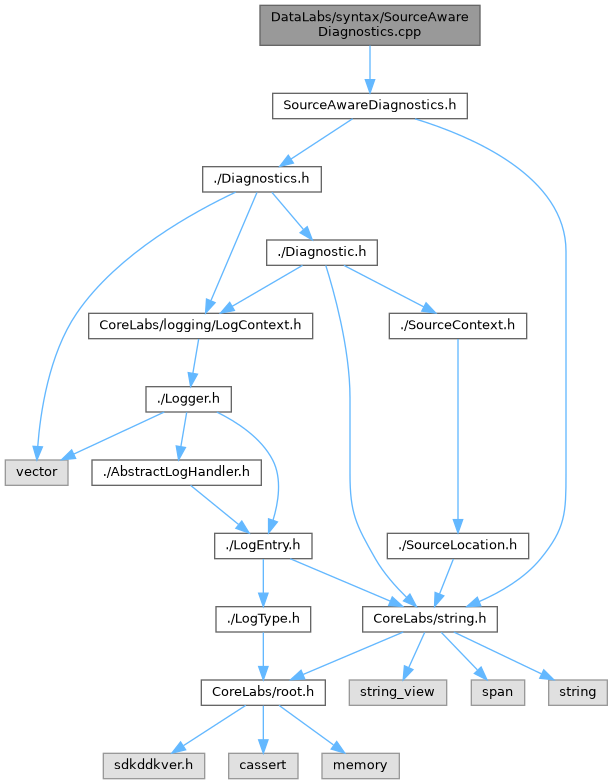 DataLabs/syntax/SourceAware
Diagnostics.cpp
SourceAwareDiagnostics.h
./Diagnostics.h
./Diagnostic.h
CoreLabs/logging/LogContext.h
./SourceContext.h
./Logger.h
vector
./AbstractLogHandler.h
./LogEntry.h
./SourceLocation.h
./LogType.h
CoreLabs/string.h
CoreLabs/root.h
string_view
span
string
sdkddkver.h
cassert
memory